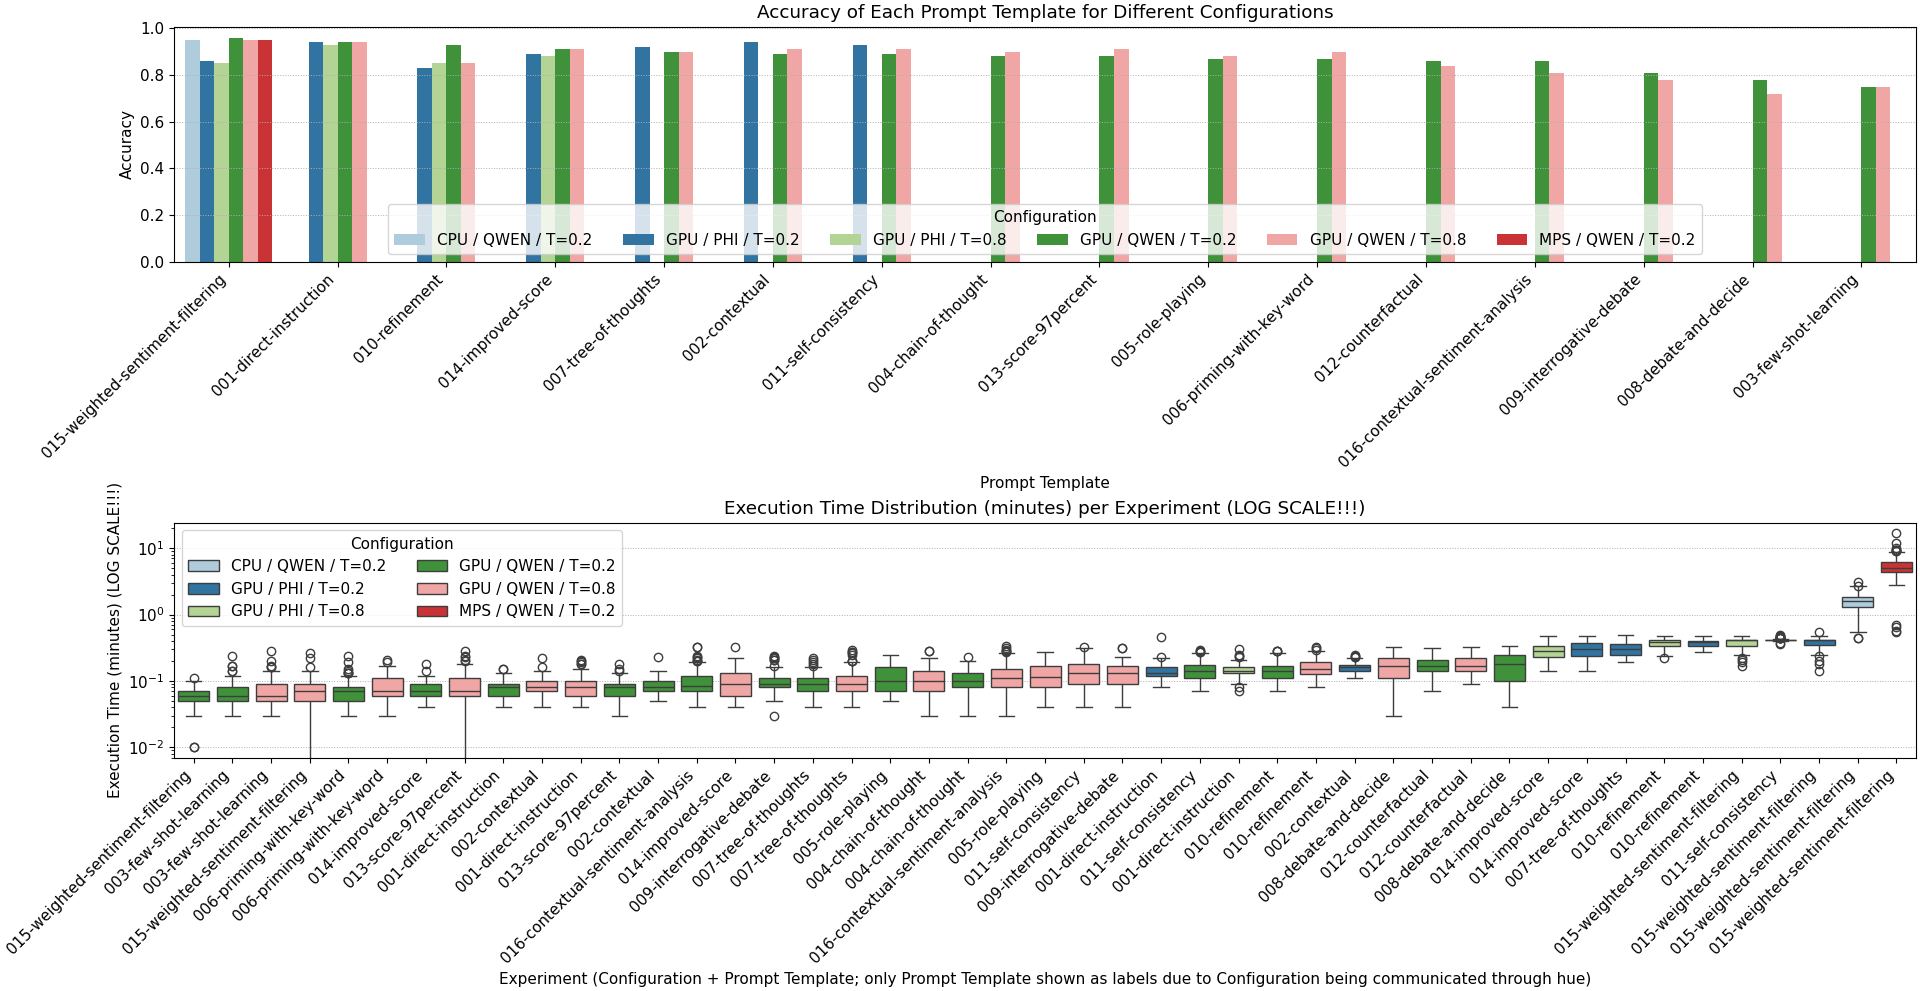 Accuracy of Each Prompt Template for Different Configurations
Accuracy
1.0
0.8
0.6
0.4
0.2
0.0
Configuration
CPU / QWEN / T=0.2
GPU / PHI / T=0.2
GPU / PHI / T=0.8
GPU / QWEN / T=0.2
GPU / QWEN / T=0.8
MPS / QWEN / T=0.2
015-weighted-sentiment-filtering
001-direct-instruction
010-refinement
014-improved-score
007-tree-of-thoughts
002-contextual
011-self-consistency
004-chain-of-thought
013-score-97percent
005-role-playing
006-priming-with-key-word
012-counterfactual
016-contextual-sentiment-analysis
009-interrogative-debate
008-debate-and-decide
003-few-shot-learning
Prompt Template
Execution Time Distribution (minutes) per Experiment (LOG SCALE!!!)
Execution Time (minutes) (LOG SCALE!!!)
10¹
10⁰
10⁻¹
10⁻²
Configuration
CPU / QWEN / T=0.2
GPU / PHI / T=0.2
GPU / PHI / T=0.8
GPU / QWEN / T=0.2
GPU / QWEN / T=0.8
MPS / QWEN / T=0.2
015-weighted-sentiment-filtering
003-few-shot-learning
003-few-shot-learning
015-weighted-sentiment-filtering
006-priming-with-key-word
006-priming-with-key-word
014-improved-score
013-score-97percent
001-direct-instruction
002-contextual
001-direct-instruction
013-score-97percent
002-contextual
016-contextual-sentiment-analysis
014-improved-score
009-interrogative-debate
007-tree-of-thoughts
007-tree-of-thoughts
005-role-playing
004-chain-of-thought
004-chain-of-thought
016-contextual-sentiment-analysis
005-role-playing
011-self-consistency
009-interrogative-debate
001-direct-instruction
011-self-consistency
001-direct-instruction
010-refinement
010-refinement
002-contextual
008-debate-and-decide
012-counterfactual
012-counterfactual
008-debate-and-decide
014-improved-score
014-improved-score
007-tree-of-thoughts
010-refinement
010-refinement
015-weighted-sentiment-filtering
011-self-consistency
015-weighted-sentiment-filtering
015-weighted-sentiment-filtering
015-weighted-sentiment-filtering
Experiment (Configuration + Prompt Template; only Prompt Template shown as labels due to Configuration being communicated through hue)